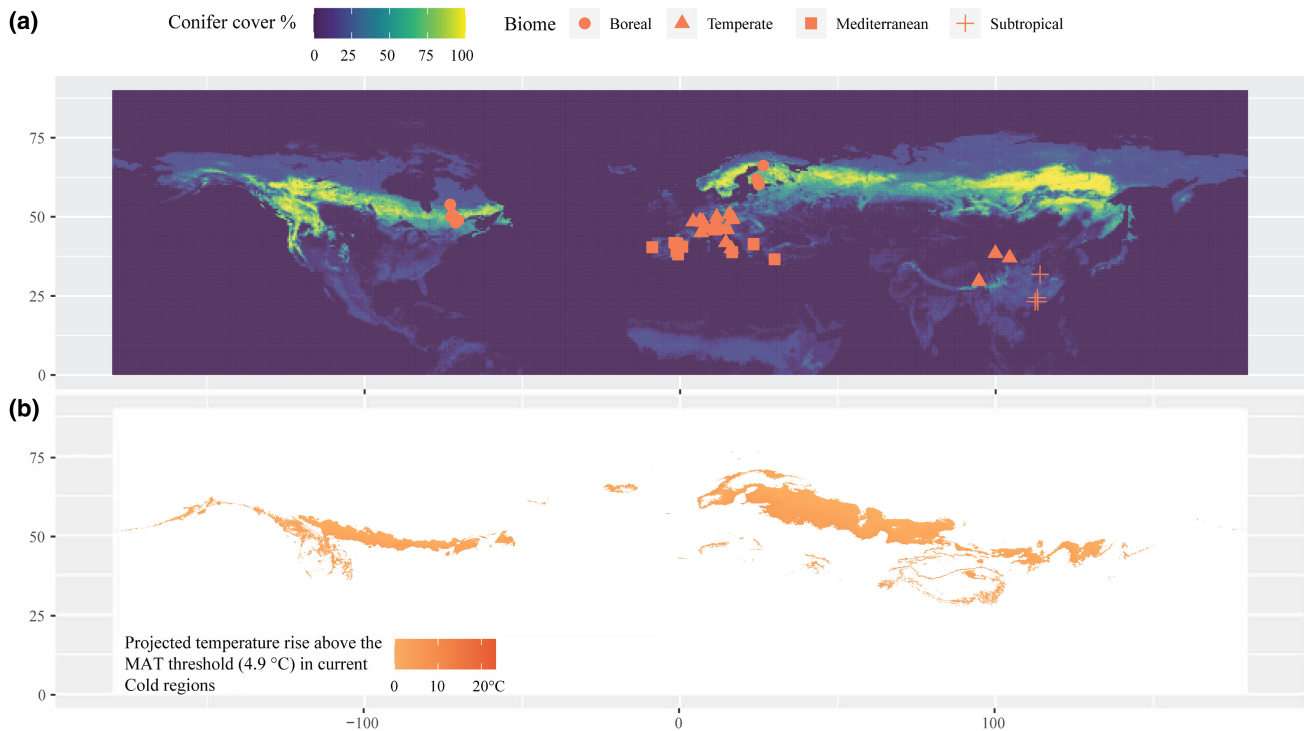 (a)
Conifer cover %
0 25 50 75 100
Biome Boreal Temperate Mediterranean Subtropical
75
50
25
0
−100 0 100
(b)
75
50
25
0
Projected temperature rise above the
MAT threshold (4.9 °C) in current
Cold regions
0 10 20°C